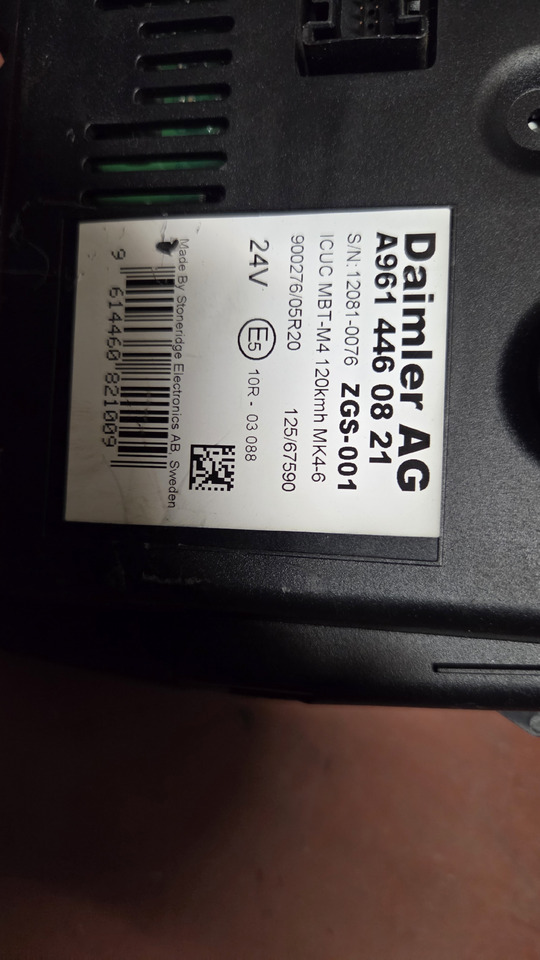 Daimler AG
A961 446 08 21
S/N:12081-0076 ZGS-001
ICUC MBT-M4 120kmh MK4-6
900276/05R20 125/67590
24V E5 10R - 03 088
Made By Stoneridge Electronics AB, Sweden
9 614460 821009